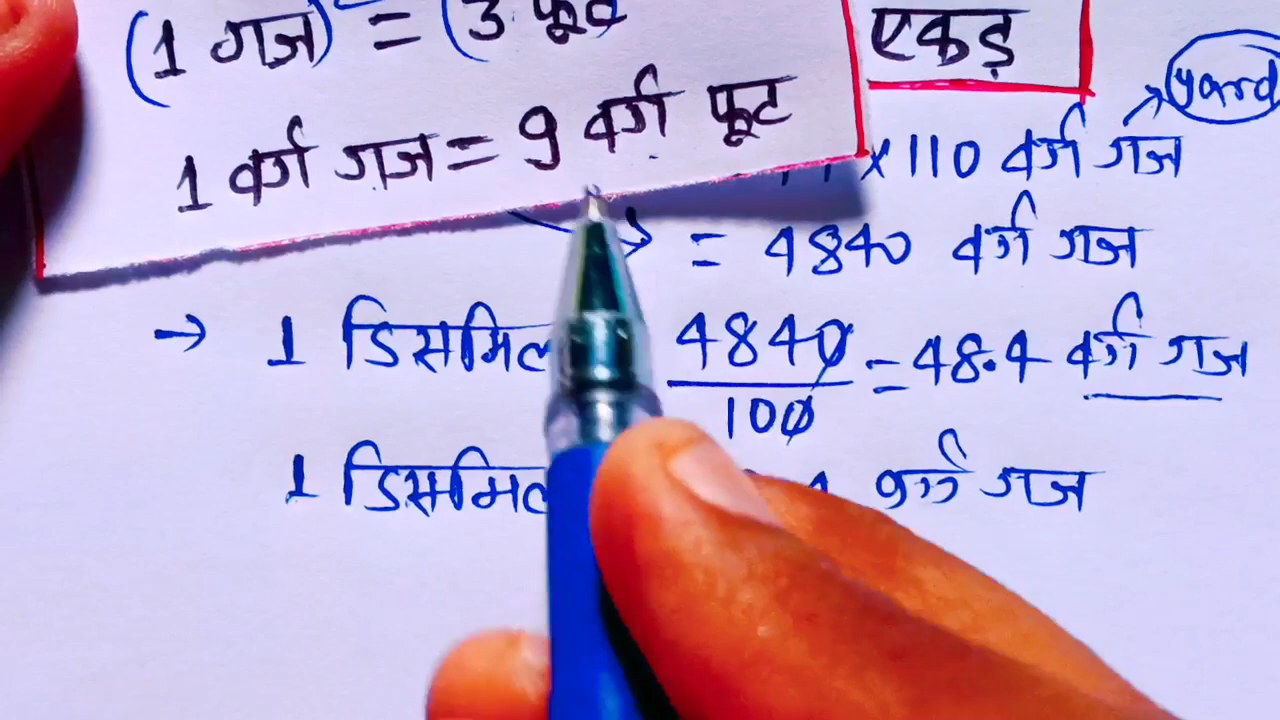 (1 गज) = (3 फूट
1 वर्ग गज = 9 वर्ग फूट
एकड़
yard
x 110 वर्ग गज
= 4840 वर्ग गज
→ 1 डिसमिल 4840/100 = 48.4 वर्ग गज
1 डिसमिल वर्ग गज